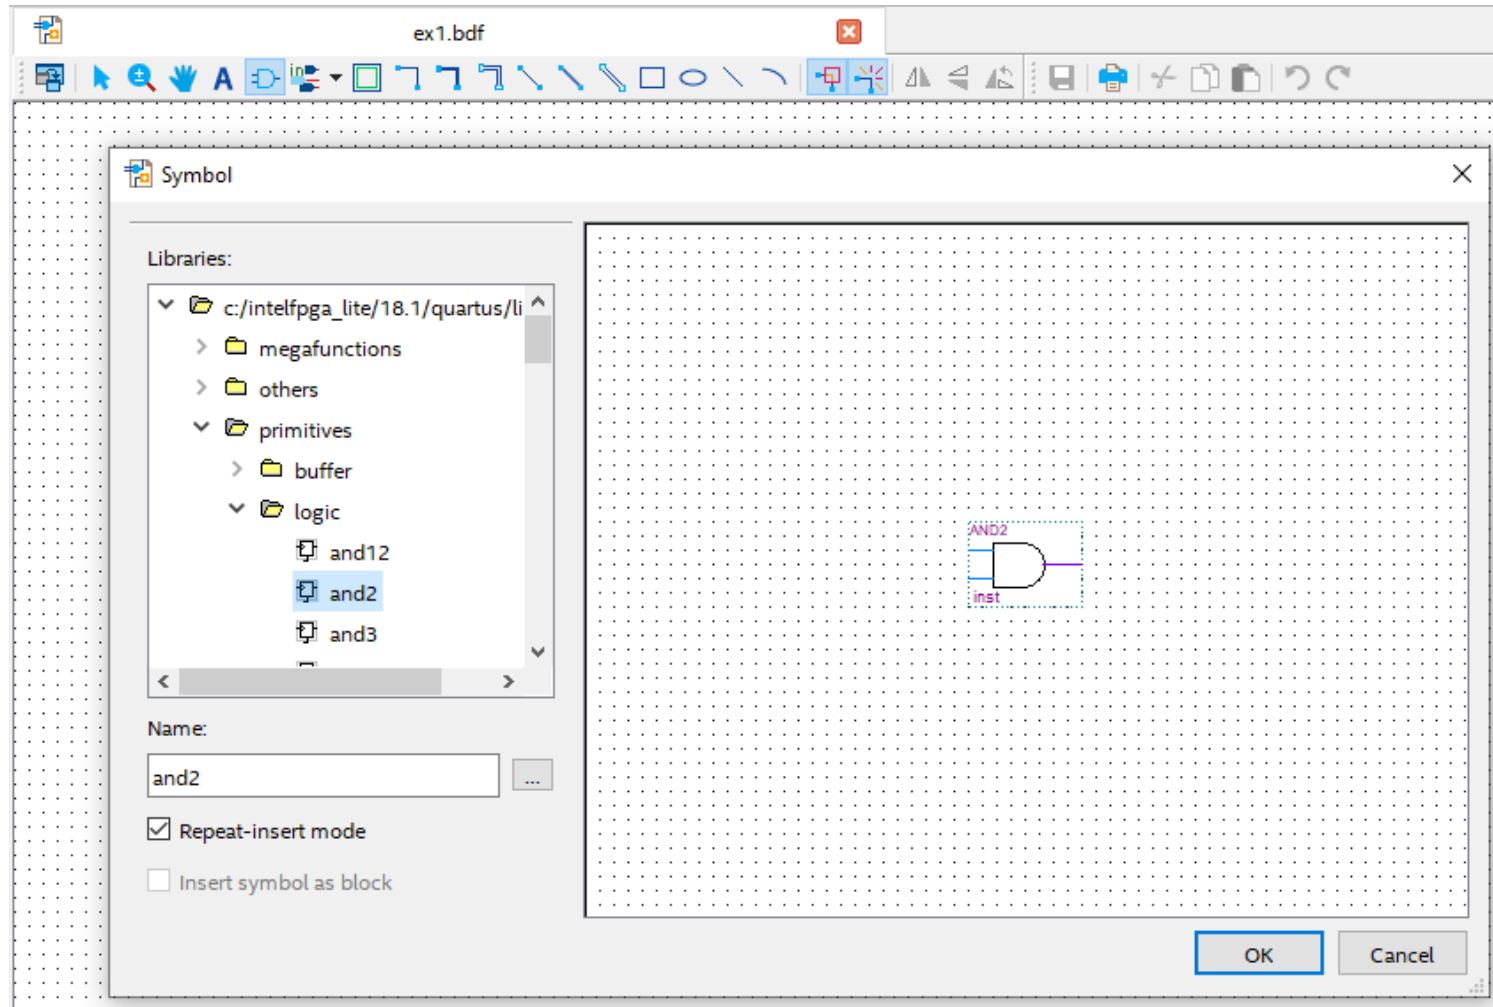 ex1.bdf
A
in
Symbol
Libraries:
c:/intelfpga_lite/18.1/quartus/li
megafunctions
others
primitives
buffer
logic
and12
and2
and3
Name:
and2
...
Repeat-insert mode
Insert symbol as block
AND2
inst
OK
Cancel